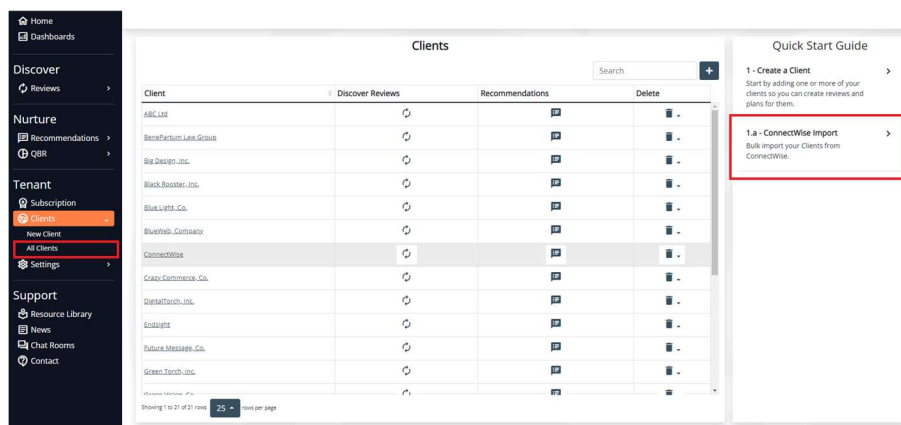 Home
Dashboards
Discover
Reviews
Nurture
Recommendations
QBR
Tenant
Subscription
Clients
New Client
All Clients
Settings
Support
Resource Library
News
Chat Rooms
Contact
Clients
Search
Client Discover Reviews Recommendations Delete
ABC Ltd
BenePartum Law Group
Big Design, Inc.
Black Rooster, Inc.
Blue Light, Co.
BlueWeb, Company
ConnectWise
Crazy Commerce, Co.
DigitalTorch, Inc.
Endsight
Future Message, Co.
Green Torch, Inc.
Green Vision, Co.
Showing 1 to 21 of 21 rows 25 rows per page
Quick Start Guide
1 - Create a Client
Start by adding one or more of your
clients so you can create reviews and
plans for them.
1.a - ConnectWise Import
Bulk import your Clients from
ConnectWise.